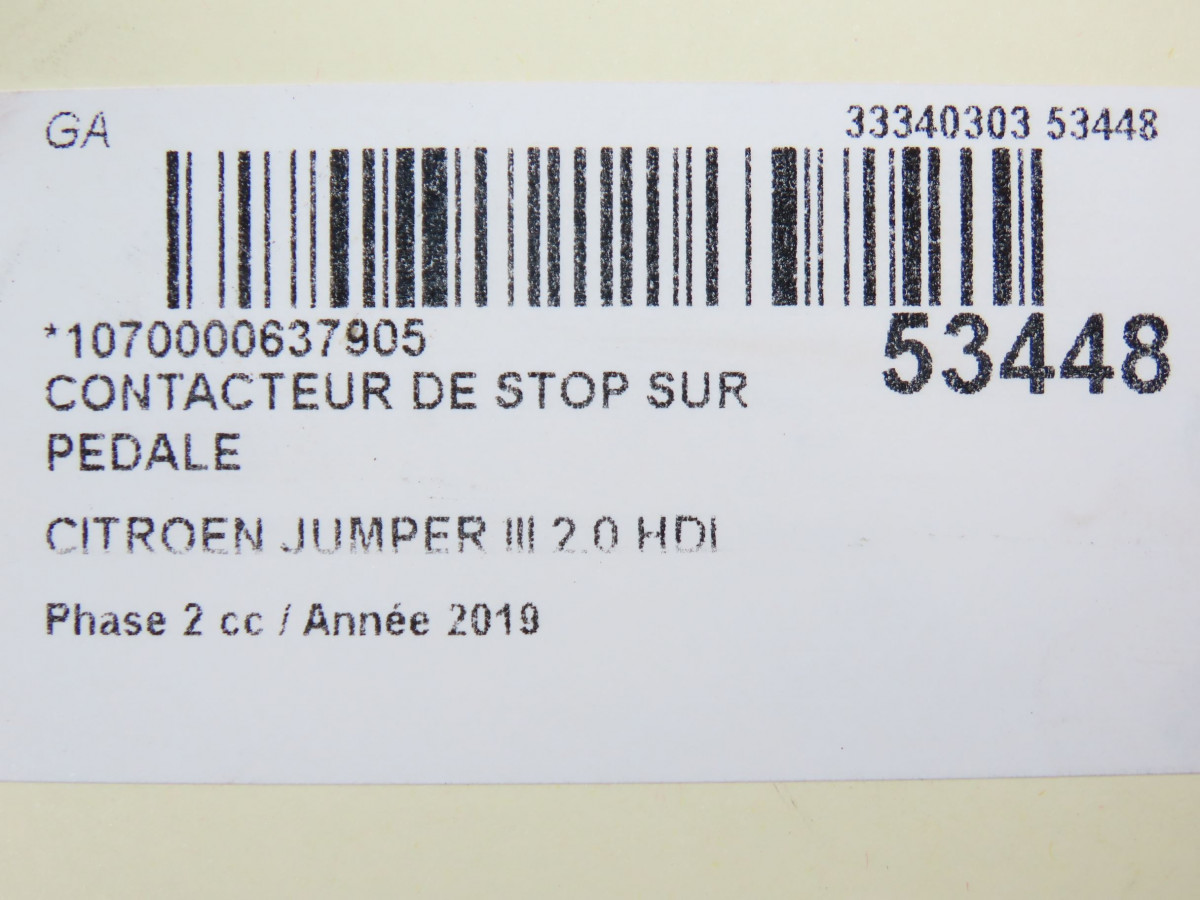 GA
33340303 53448
*1070000637905
53448
CONTACTEUR DE STOP SUR
PEDALE
CITROEN JUMPER III 2.0 HDI
Phase 2 cc / Année 2019